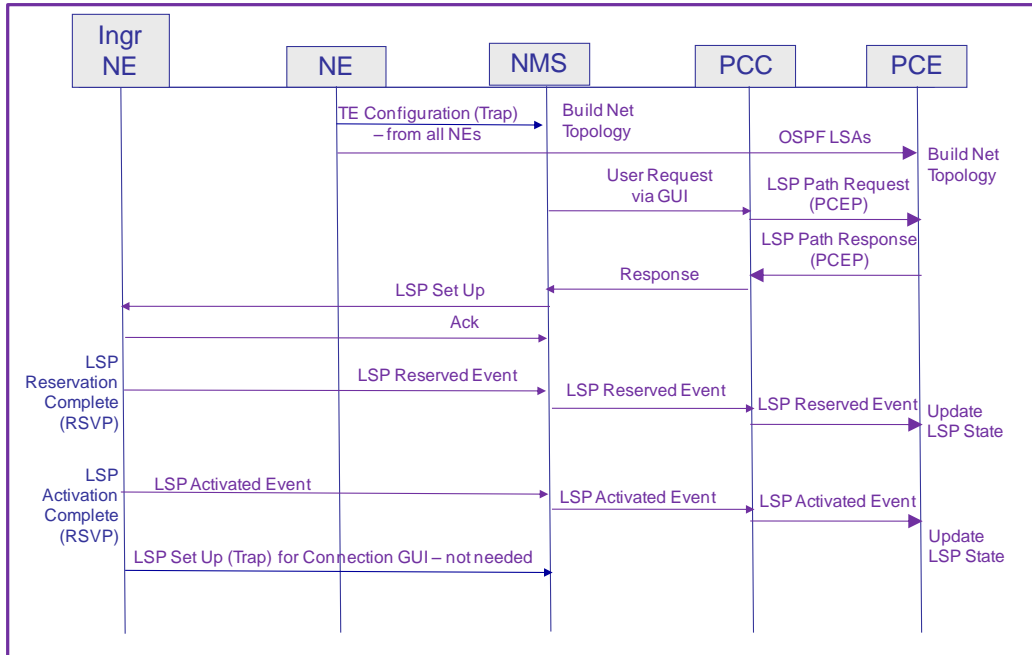 Ingr
NE
NE
NMS
PCC
PCE
TE Configuration (Trap)
– from all NEs
Build Net
Topology
OSPF LSAs
Build Net
Topology
User Request
via GUI
LSP Path Request
(PCEP)
LSP Path Response
(PCEP)
Response
LSP Set Up
Ack
LSP
Reservation
Complete
(RSVP)
LSP Reserved Event
LSP Reserved Event
LSP Reserved Event
Update
LSP State
LSP
Activation
Complete
(RSVP)
LSP Activated Event
LSP Activated Event
LSP Activated Event
Update
LSP State
LSP Set Up (Trap) for Connection GUI – not needed